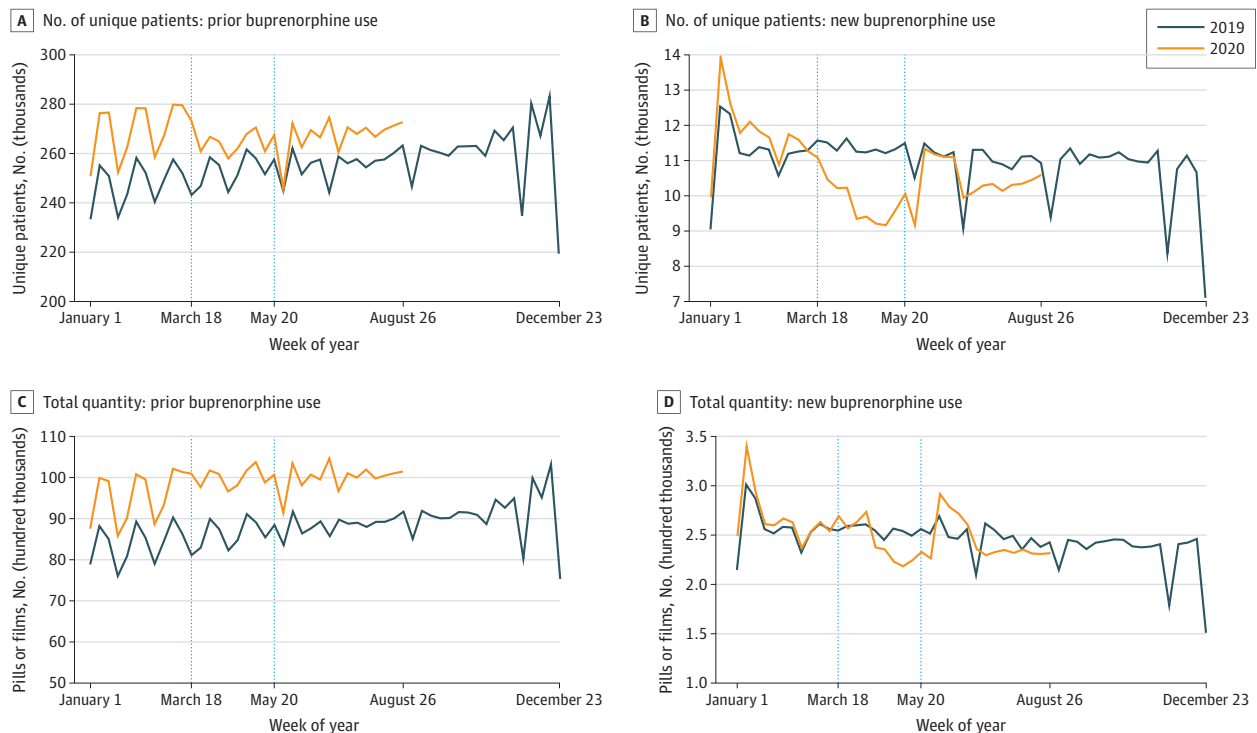 A No. of unique patients: prior buprenorphine use
300
280
260
240
220
200
Unique patients, No. (thousands)
January 1 March 18 May 20 August 26 December 23
Week of year
B No. of unique patients: new buprenorphine use
2019
2020
14
13
12
11
10
9
8
7
Unique patients, No. (thousands)
January 1 March 18 May 20 August 26 December 23
Week of year
C Total quantity: prior buprenorphine use
110
100
90
80
70
60
50
Pills or films, No. (hundred thousands)
January 1 March 18 May 20 August 26 December 23
Week of year
D Total quantity: new buprenorphine use
3.5
3.0
2.5
2.0
1.5
1.0
Pills or films, No. (hundred thousands)
January 1 March 18 May 20 August 26 December 23
Week of year